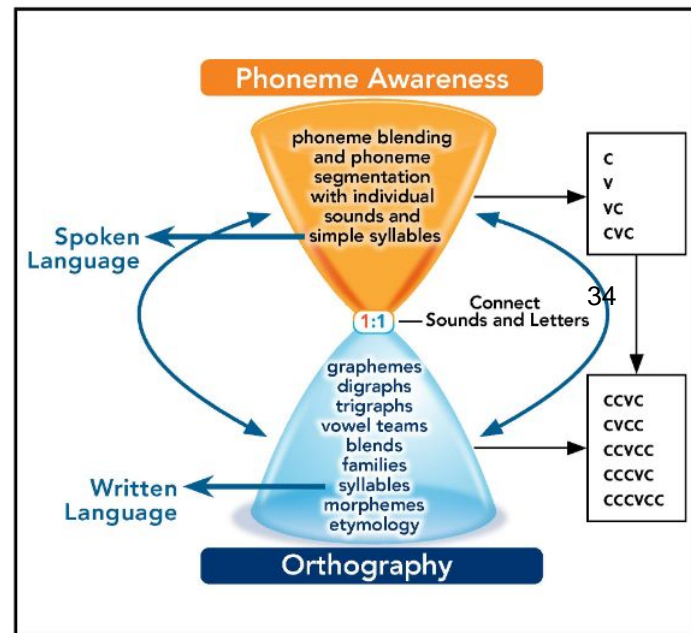 Phoneme Awareness
phoneme blending
and phoneme
segmentation
with individual
sounds and
simple syllables
Spoken
Language
C
V
VC
CVC
34
1:1
Connect
Sounds and Letters
graphemes
digraphs
trigraphs
vowel teams
blends
families
syllables
morphemes
etymology
Written
Language
CCVC
CVCC
CCVCC
CCCVC
CCCVCC
Orthography